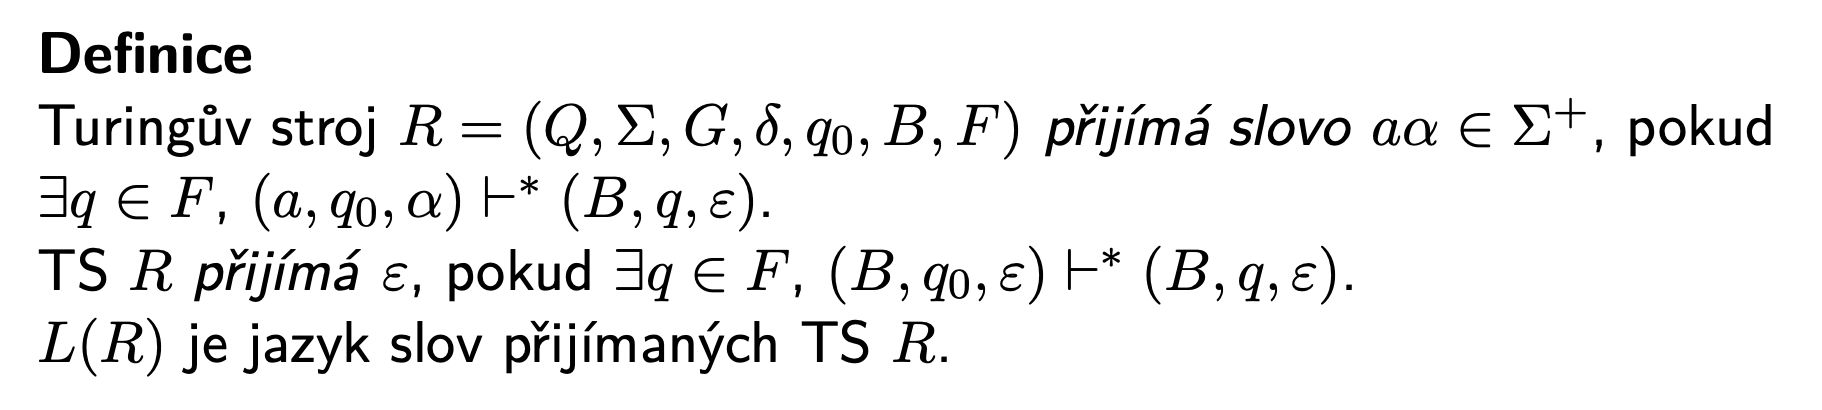 Definice
Turingův stroj R = (Q, Σ, G, δ, q₀, B, F) přijímá slovo aα ∈ Σ⁺, pokud
∃q ∈ F, (a, q₀, α) ⊢* (B, q, ε).
TS R přijímá ε, pokud ∃q ∈ F, (B, q₀, ε) ⊢* (B, q, ε).
L(R) je jazyk slov přijímaných TS R.